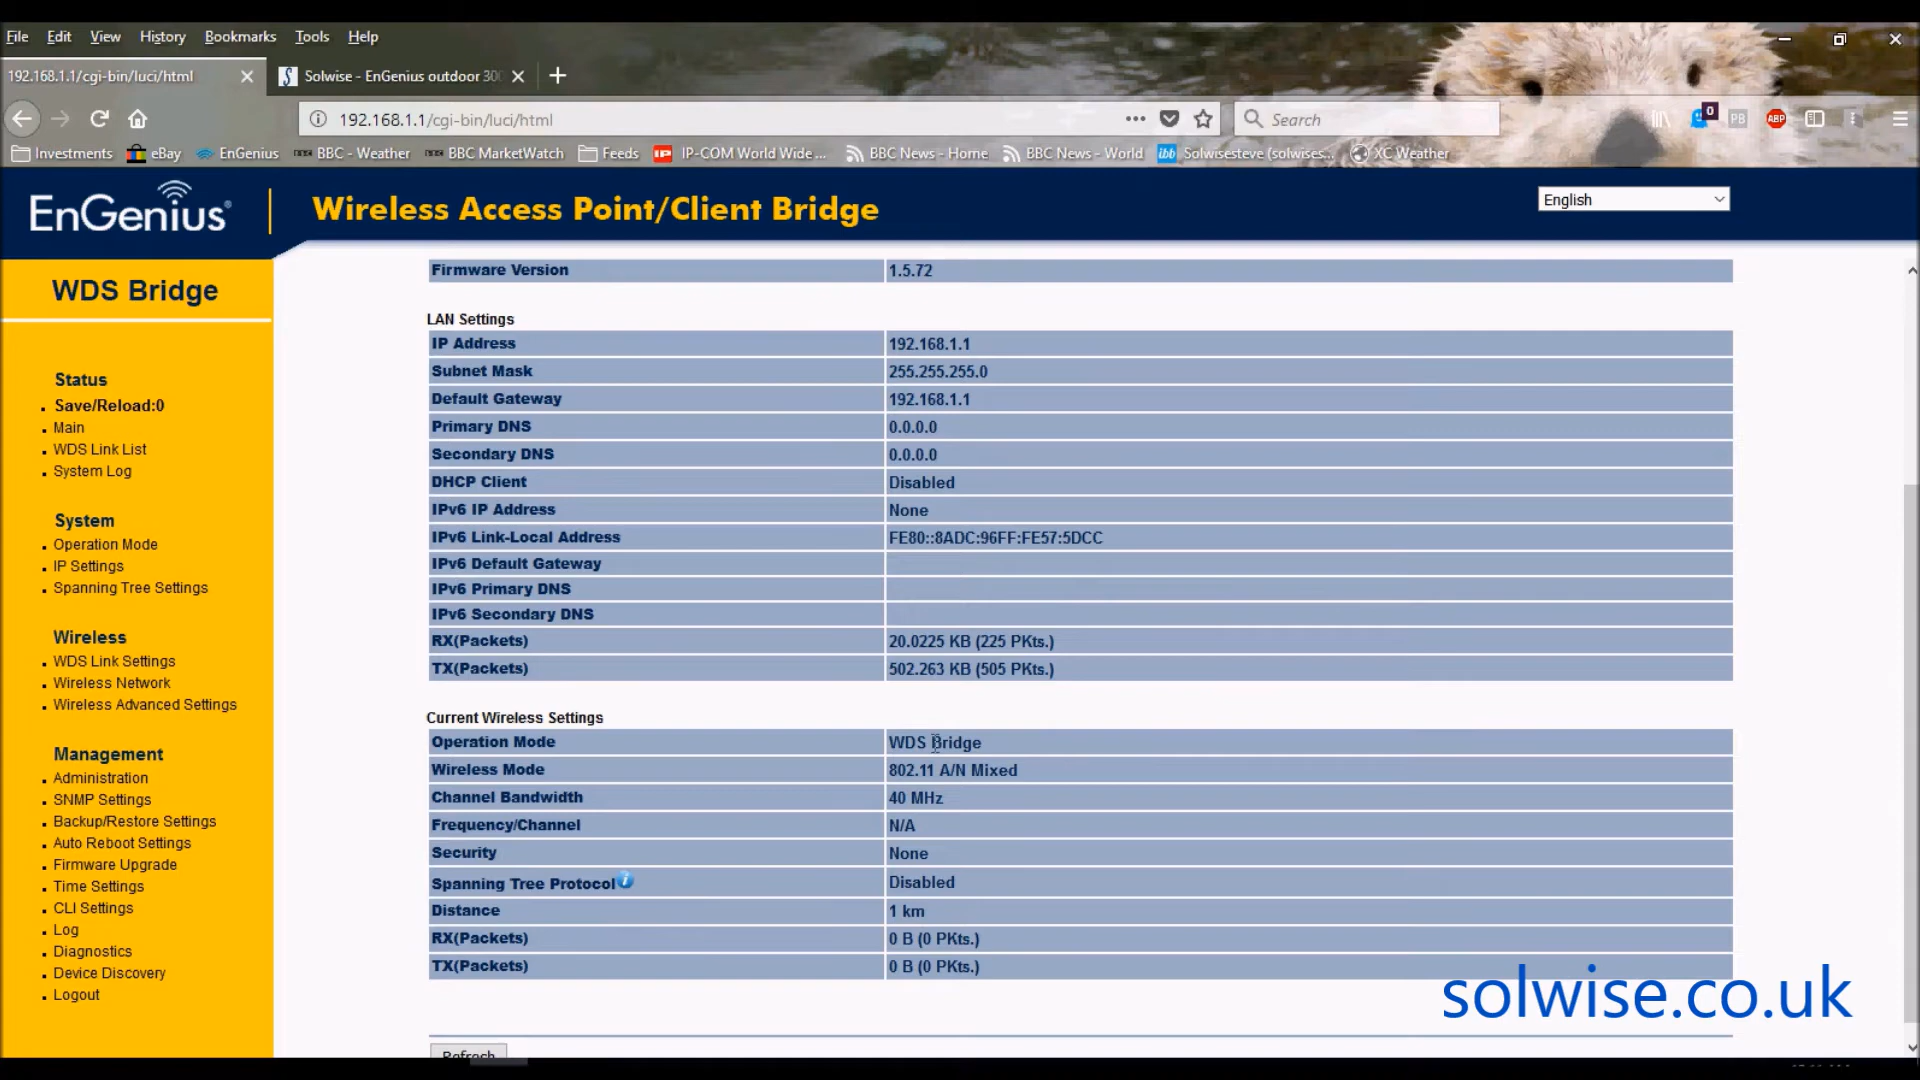 File Edit View History Bookmarks Tools Help
192.168.1.1/cgi-bin/luci/html
Solwise - EnGenius outdoor 300
192.168.1.1/cgi-bin/luci/html
Search
0
PB
ABP
Investments eBay EnGenius BBC - Weather BBC MarketWatch Feeds IP-COM World Wide ... BBC News - Home BBC News - World Solwisesteve (solwises... XC Weather
EnGenius®
Wireless Access Point/Client Bridge
English
WDS Bridge
Status
Save/Reload:0
Main
WDS Link List
System Log
System
Operation Mode
IP Settings
Spanning Tree Settings
Wireless
WDS Link Settings
Wireless Network
Wireless Advanced Settings
Management
Administration
SNMP Settings
Backup/Restore Settings
Auto Reboot Settings
Firmware Upgrade
Time Settings
CLI Settings
Log
Diagnostics
Device Discovery
Logout
Firmware Version 1.5.72
LAN Settings
IP Address 192.168.1.1
Subnet Mask 255.255.255.0
Default Gateway 192.168.1.1
Primary DNS 0.0.0.0
Secondary DNS 0.0.0.0
DHCP Client Disabled
IPv6 IP Address None
IPv6 Link-Local Address FE80::8ADC:96FF:FE57:5DCC
IPv6 Default Gateway
IPv6 Primary DNS
IPv6 Secondary DNS
RX(Packets) 20.0225 KB (225 PKts.)
TX(Packets) 502.263 KB (505 PKts.)
Current Wireless Settings
Operation Mode WDS Bridge
Wireless Mode 802.11 A/N Mixed
Channel Bandwidth 40 MHz
Frequency/Channel N/A
Security None
Spanning Tree Protocol Disabled
Distance 1 km
RX(Packets) 0 B (0 PKts.)
TX(Packets) 0 B (0 PKts.)
Refresh
solwise.co.uk